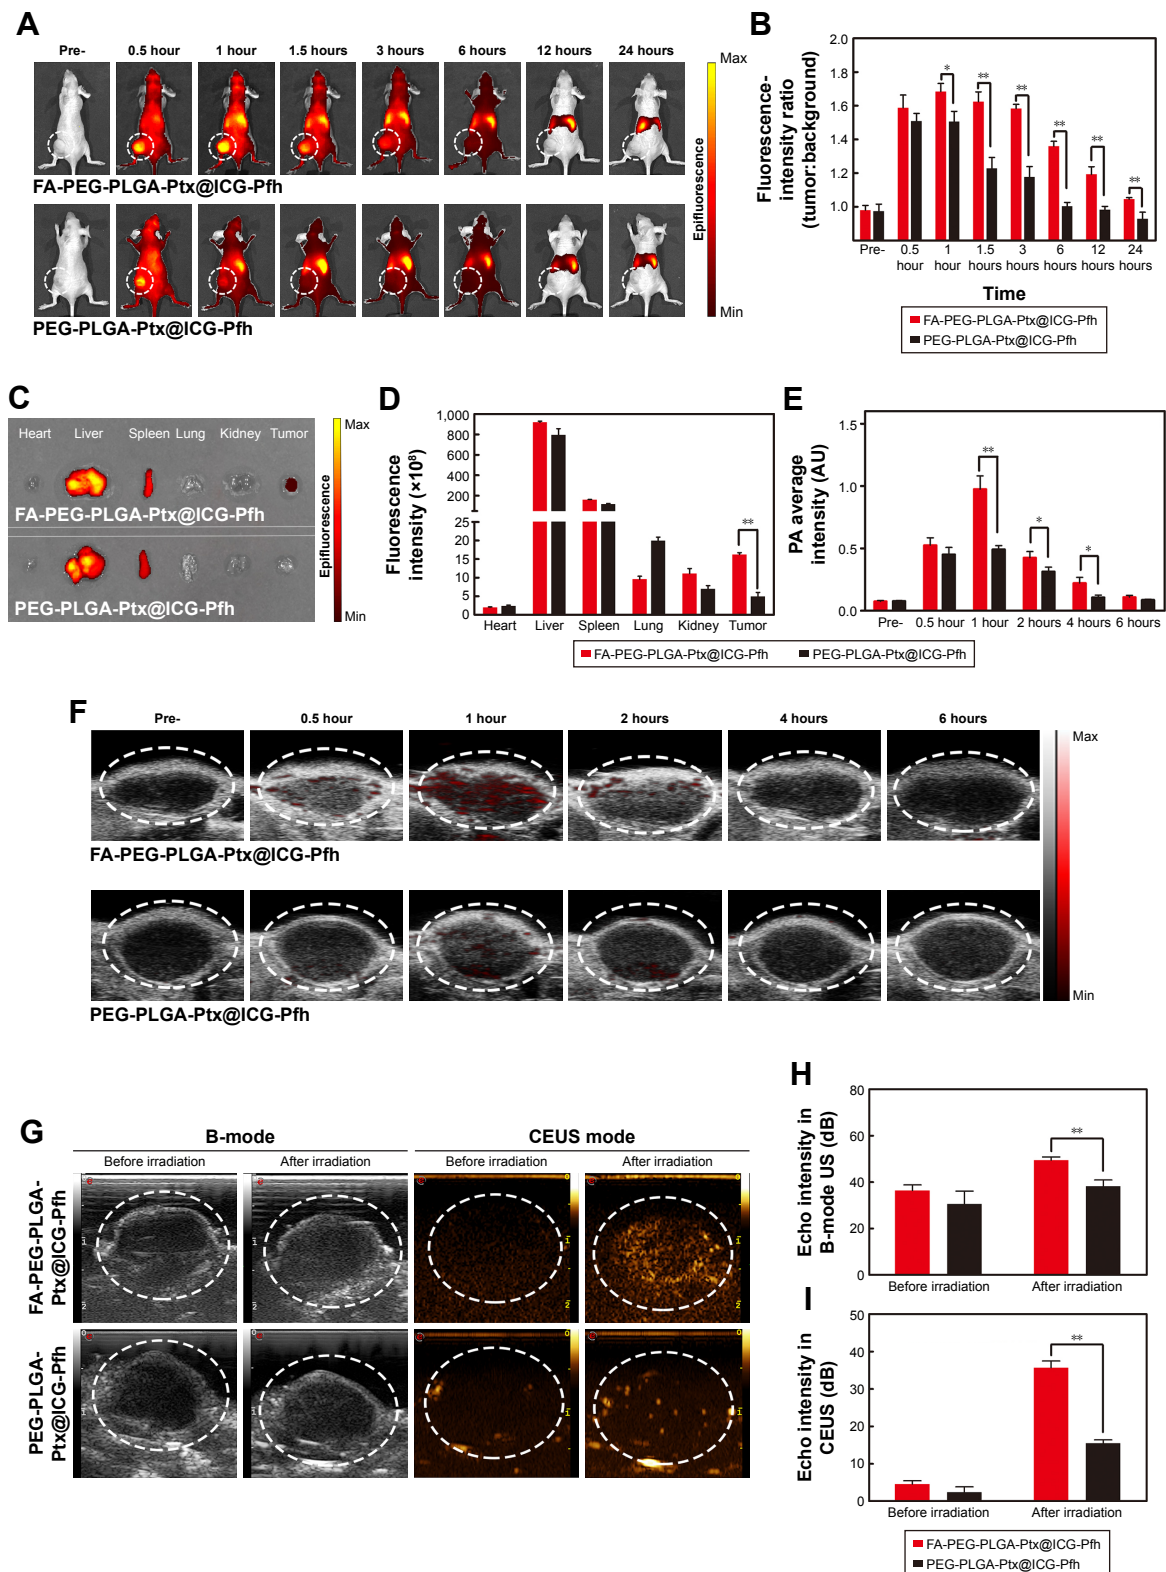 A
Pre- 0.5 hour 1 hour 1.5 hours 3 hours 6 hours 12 hours 24 hours
Max
Epifluorescence
Min
FA-PEG-PLGA-Ptx@ICG-Pfh
PEG-PLGA-Ptx@ICG-Pfh
B
Fluorescence-
intensity ratio
(tumor:background)
2.0
1.8
1.6
1.4
1.2
1.0
* ** ** ** ** **
Pre- 0.5 1 1.5 3 6 12 24
hour hour hours hours hours hours hours
Time
FA-PEG-PLGA-Ptx@ICG-Pfh
PEG-PLGA-Ptx@ICG-Pfh
C
Heart Liver Spleen Lung Kidney Tumor
FA-PEG-PLGA-Ptx@ICG-Pfh
PEG-PLGA-Ptx@ICG-Pfh
Max
Epifluorescence
Min
D
Fluorescence
intensity (×10⁸)
1,000
800
600
400
200
25
20
15
10
5
0
**
Heart Liver Spleen Lung Kidney Tumor
E
PA average
intensity (AU)
1.5
1.0
0.5
0.0
** * *
Pre- 0.5 hour 1 hour 2 hours 4 hours 6 hours
FA-PEG-PLGA-Ptx@ICG-Pfh PEG-PLGA-Ptx@ICG-Pfh
F
Pre- 0.5 hour 1 hour 2 hours 4 hours 6 hours
Max
Min
FA-PEG-PLGA-Ptx@ICG-Pfh
PEG-PLGA-Ptx@ICG-Pfh
G
B-mode CEUS mode
Before irradiation After irradiation Before irradiation After irradiation
FA-PEG-PLGA-
Ptx@ICG-Pfh
PEG-PLGA-
Ptx@ICG-Pfh
H
Echo intensity in
B-mode US (dB)
80
60
40
20
0
**
Before irradiation After irradiation
I
Echo intensity in
CEUS (dB)
50
40
30
20
10
0
**
Before irradiation After irradiation
FA-PEG-PLGA-Ptx@ICG-Pfh
PEG-PLGA-Ptx@ICG-Pfh